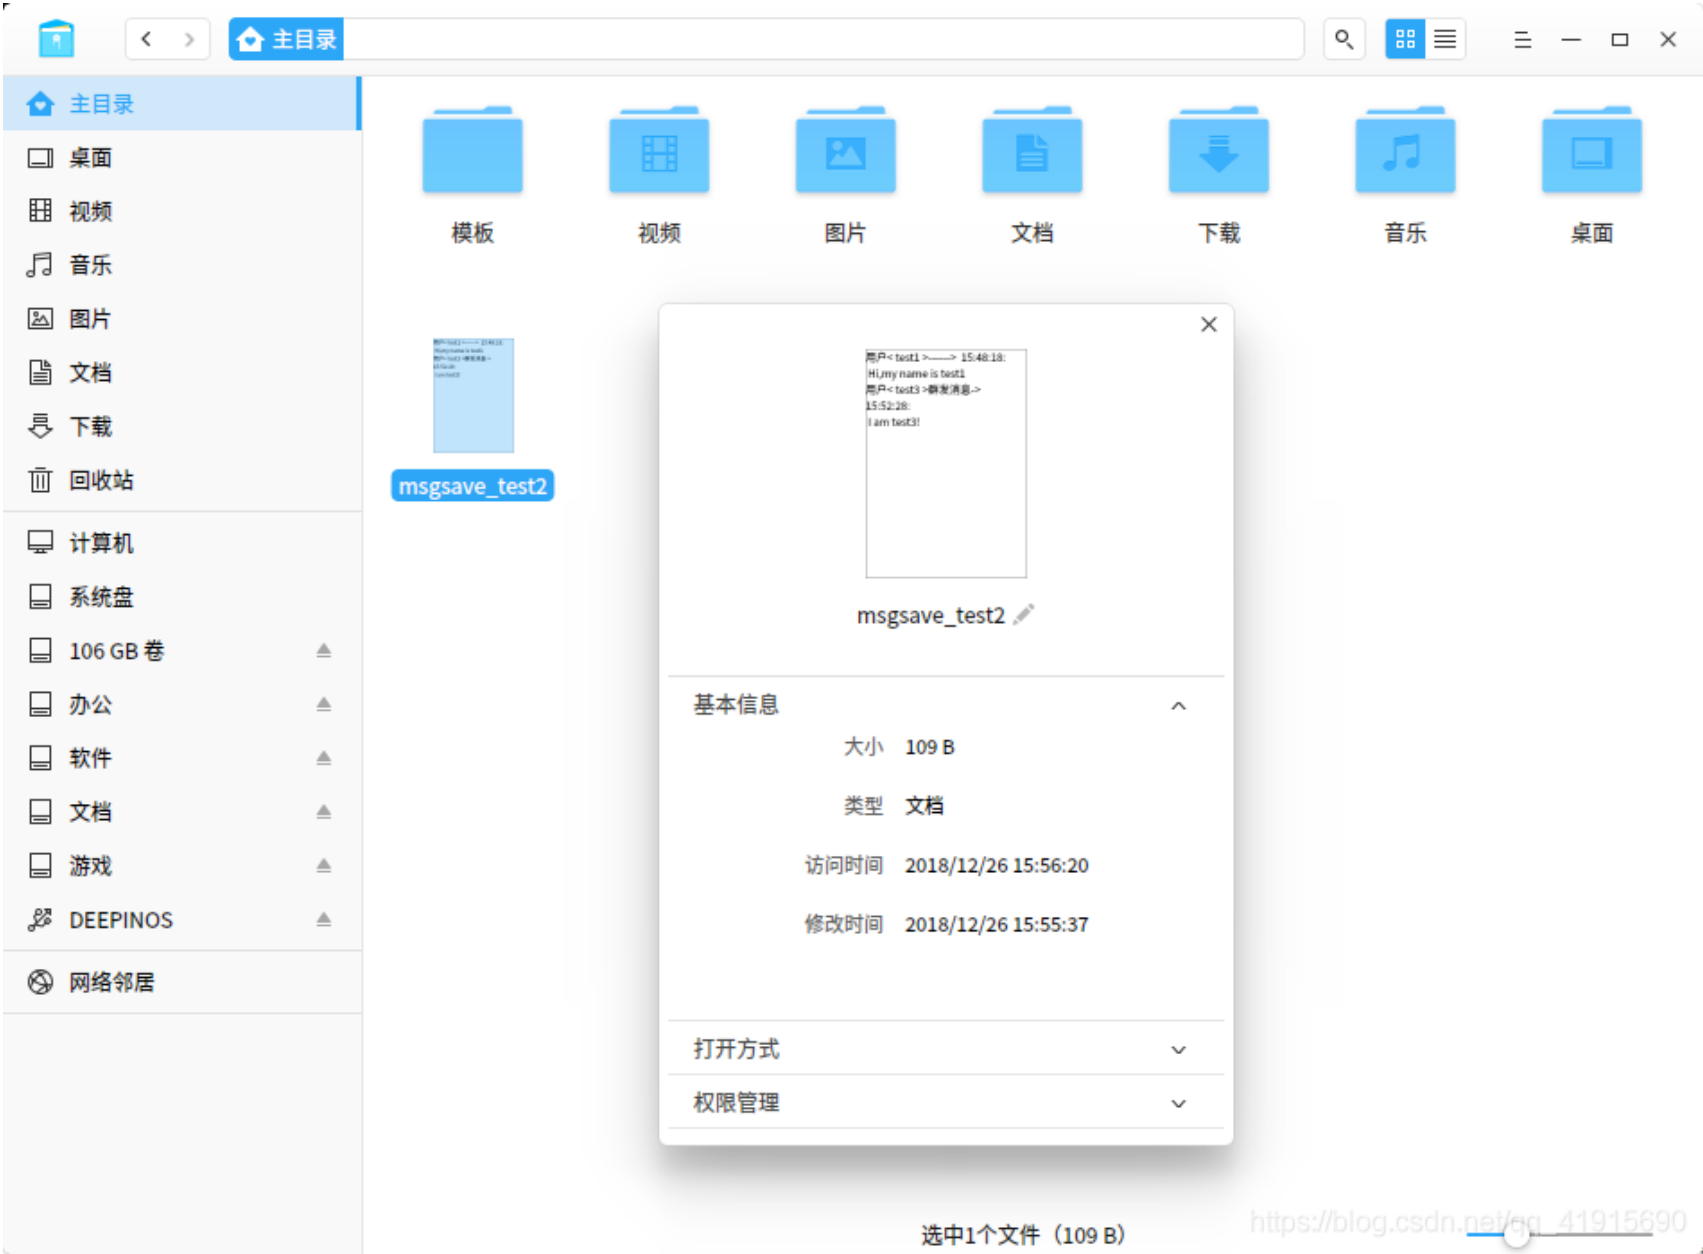 主目录
主目录
桌面
视频
音乐
图片
文档
下载
回收站
计算机
系统盘
106 GB 卷
办公
软件
文档
游戏
DEEPINOS
网络邻居
模板
视频
图片
文档
下载
音乐
桌面
msgsave_test2
用户< test1 >-------> 15:48:18:
Hi,my name is test1
用户< test3 >群发消息->
15:52:28:
I am test3!
msgsave_test2
基本信息
大小 109 B
类型 文档
访问时间 2018/12/26 15:56:20
修改时间 2018/12/26 15:55:37
打开方式
权限管理
选中1个文件（109 B）
https://blog.csdn.net/qq_41915690